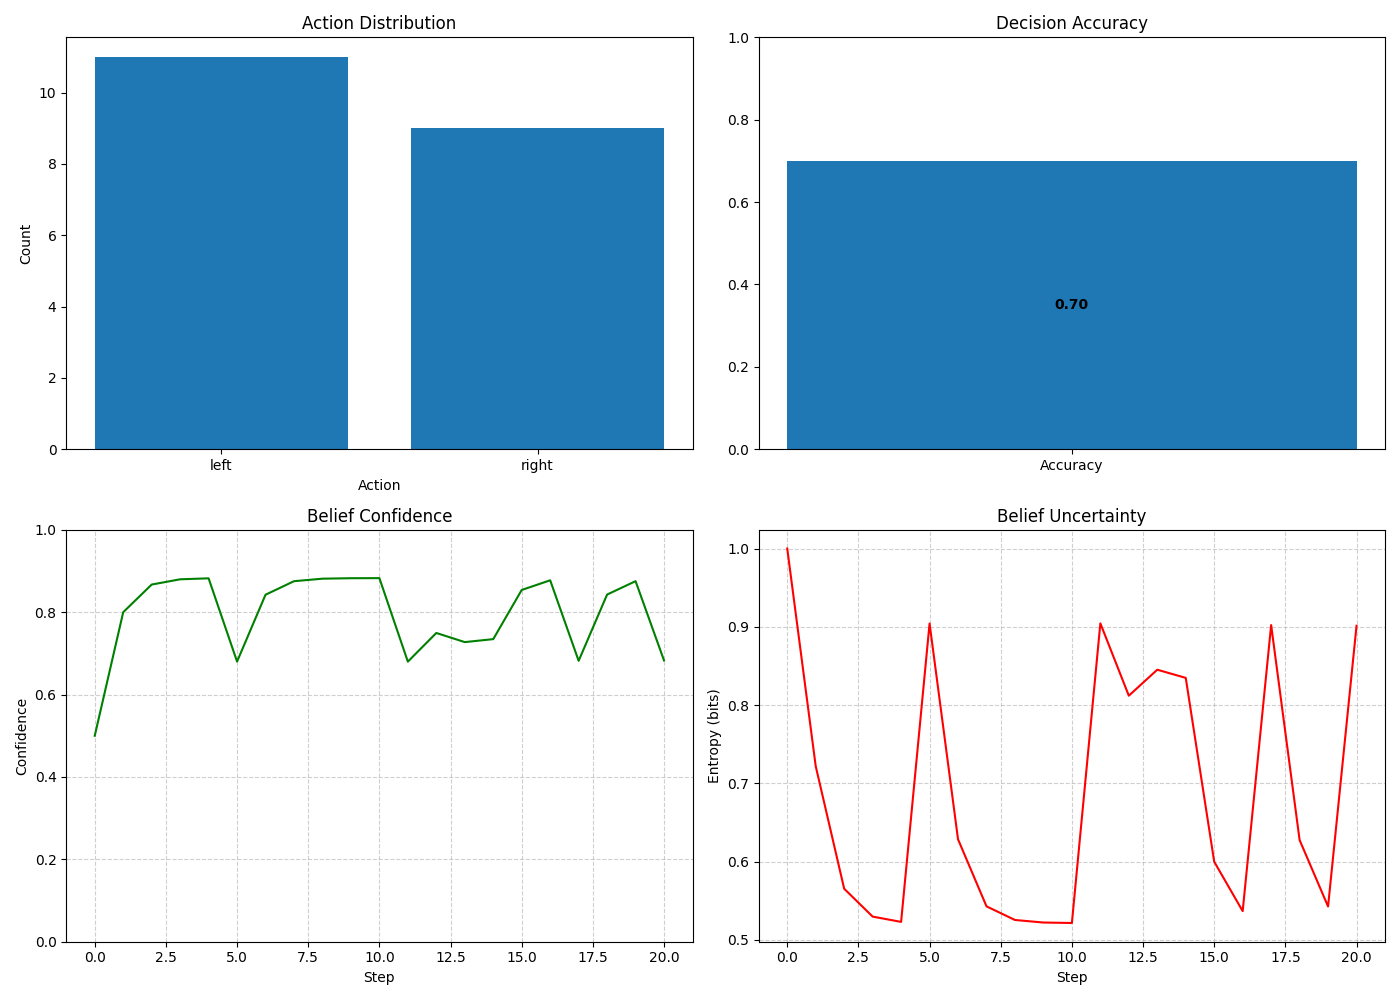 Action Distribution
Count
10
8
6
4
2
0
left
right
Action
Decision Accuracy
1.0
0.8
0.6
0.4
0.2
0.0
0.70
Accuracy
Belief Confidence
Confidence
1.0
0.8
0.6
0.4
0.2
0.0
0.0 2.5 5.0 7.5 10.0 12.5 15.0 17.5 20.0
Step
Belief Uncertainty
Entropy (bits)
1.0
0.9
0.8
0.7
0.6
0.5
0.0 2.5 5.0 7.5 10.0 12.5 15.0 17.5 20.0
Step